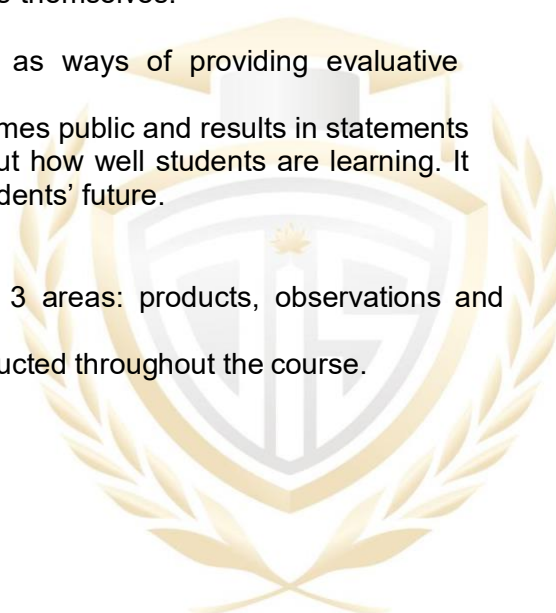 s themselves.
as ways of providing evaluative
mes public and results in statements
ut how well students are learning. It
dents’ future.
3 areas: products, observations and
ucted throughout the course.